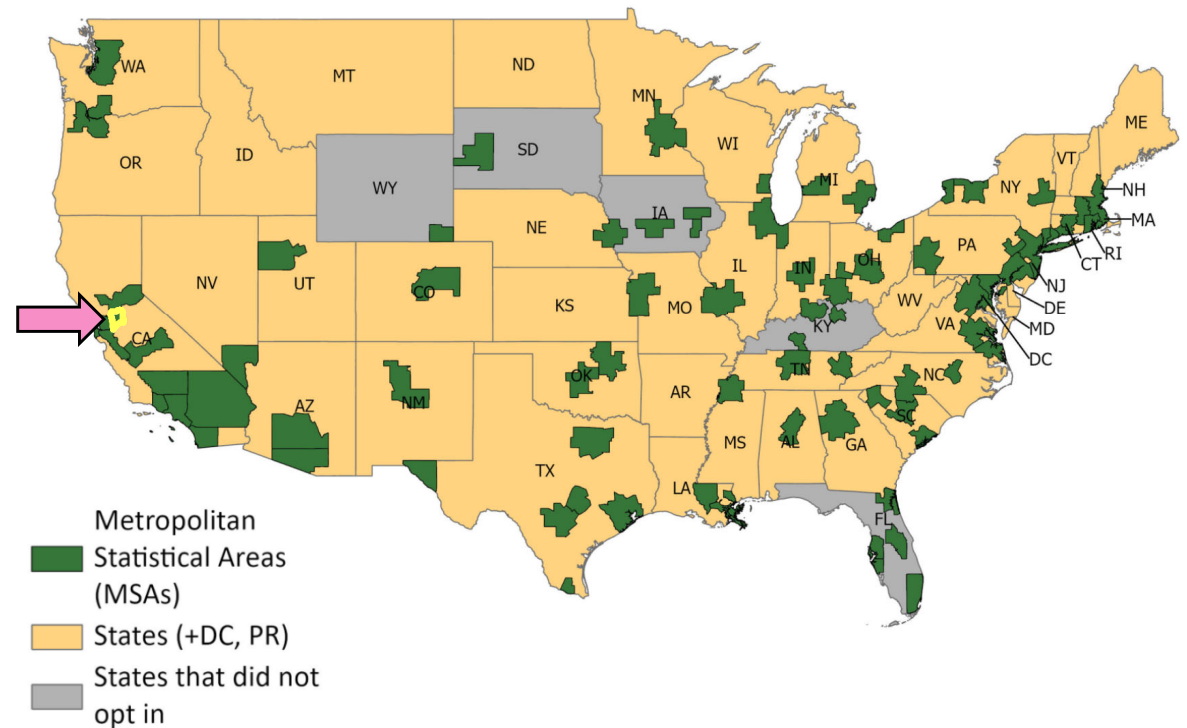 WA
MT
ND
MN
ME
OR
ID
SD
WI
VT
WY
MI
NY
NH
IA
MA
NE
PA
RI
NV
UT
IL
IN
OH
CT
CO
NJ
KS
MO
WV
DE
CA
KY
VA
MD
DC
OK
TN
NC
AZ
NM
AR
SC
MS
AL
GA
TX
LA
FL
Metropolitan
Statistical Areas
(MSAs)
States (+DC, PR)
States that did not
opt in